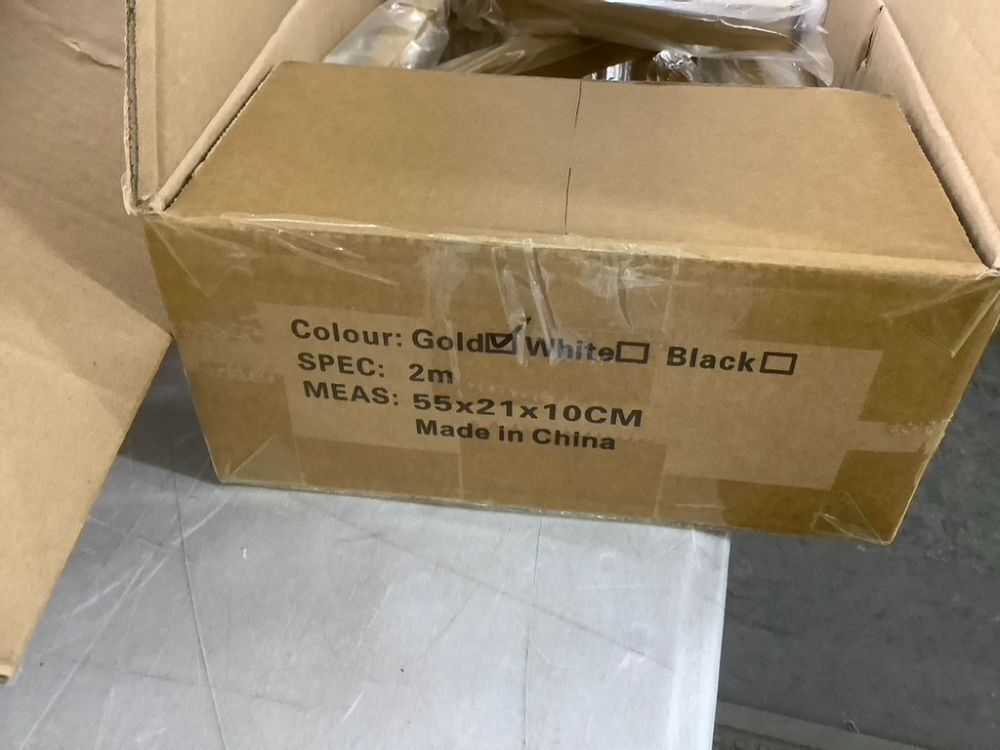 Colour: Gold☑ White☐ Black☐
SPEC: 2m
MEAS: 55x21x10CM
Made in China